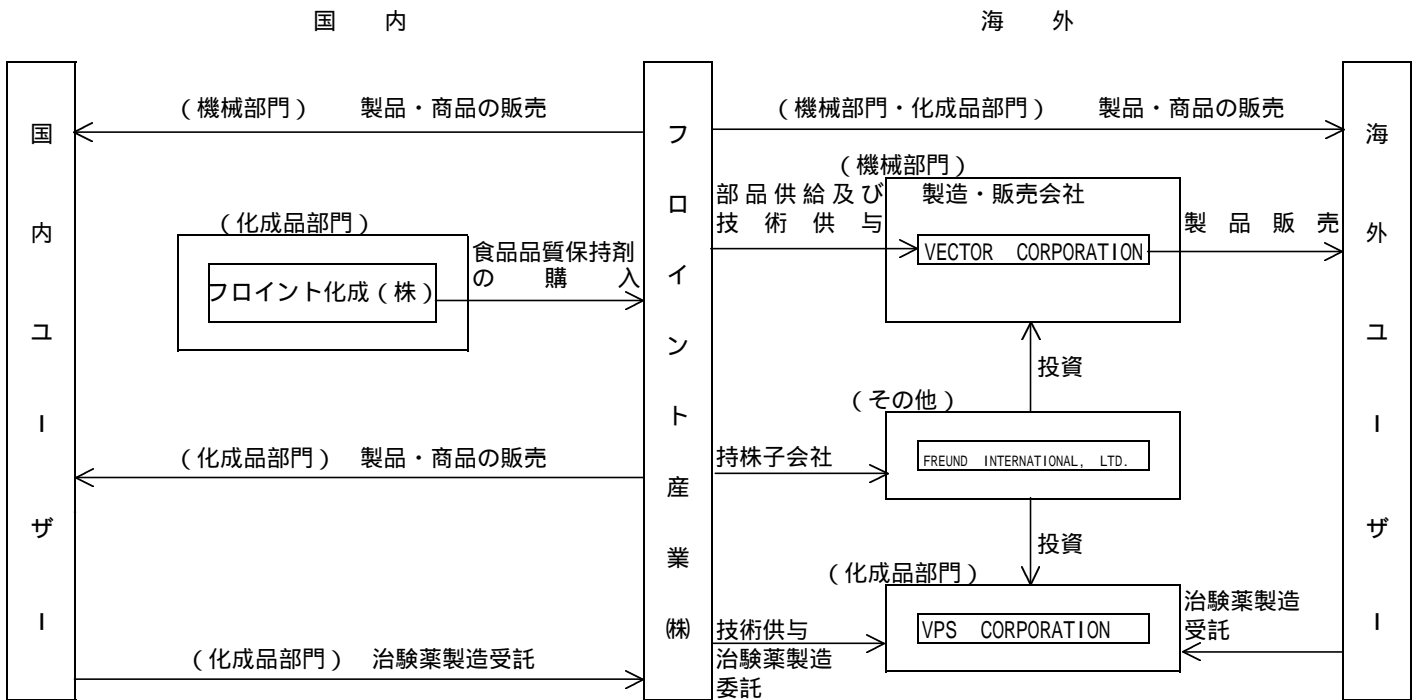 国　内
海　外
国内ユーザー
（機械部門）　製品・商品の販売
（化成品部門）
フロイント化成（株）
食品品質保持剤
の購入
（化成品部門）　製品・商品の販売
（化成品部門）　治験薬製造受託
フロイント産業㈱
（機械部門・化成品部門）　製品・商品の販売
（機械部門）
部品供給及び
技術供与
製造・販売会社
VECTOR CORPORATION
製品販売
投資
（その他）
持株子会社
FREUND INTERNATIONAL, LTD.
投資
（化成品部門）
技術供与
治験薬製造
委託
VPS CORPORATION
治験薬製造
受託
海外ユーザー